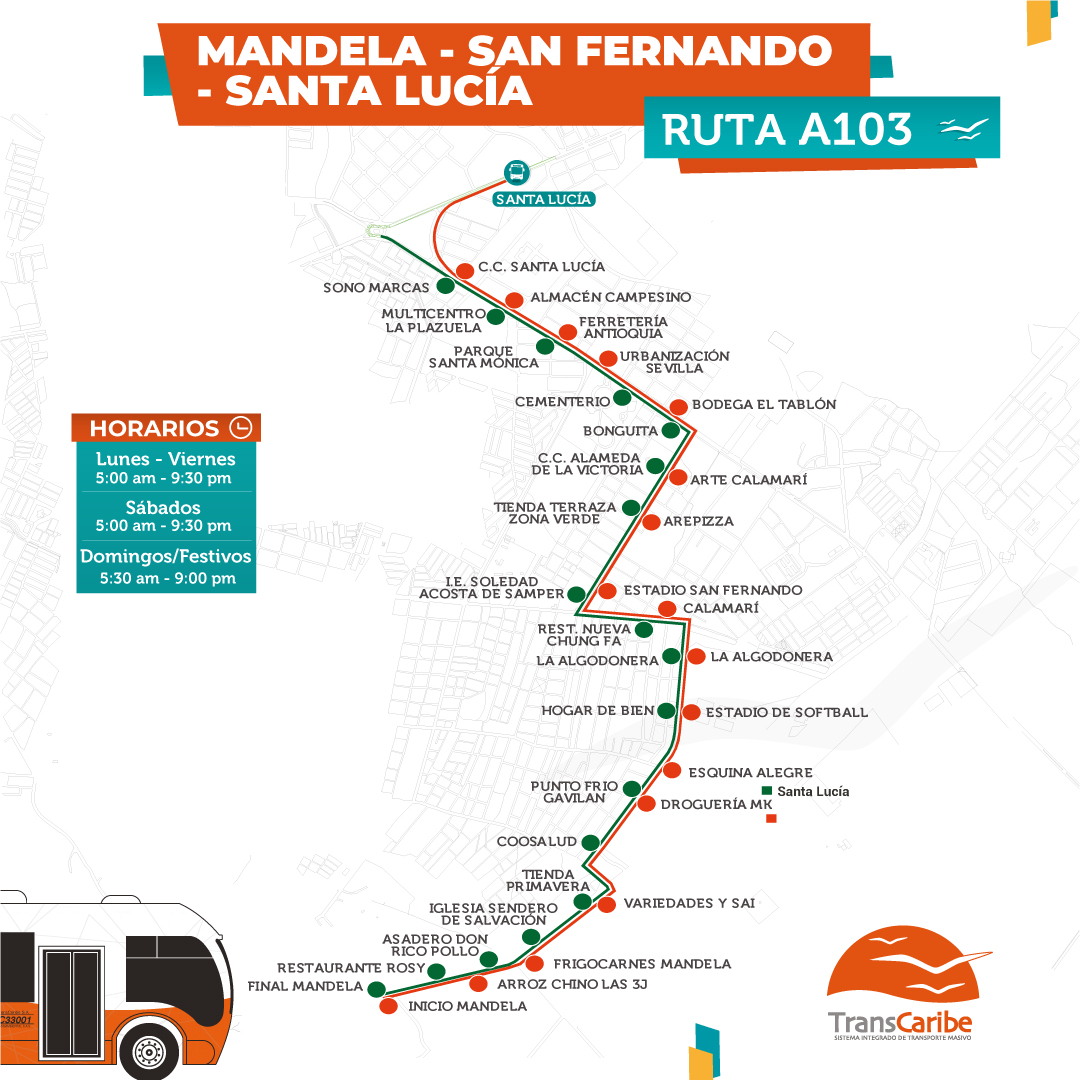 MANDELA - SAN FERNANDO
- SANTA LUCÍA
RUTA A103
SANTA LUCÍA
C.C. SANTA LUCÍA
SONO MARCAS
ALMACÉN CAMPESINO
MULTICENTRO
LA PLAZUELA
FERRETERÍA
ANTIOQUIA
PARQUE
SANTA MÓNICA
URBANIZACIÓN
SEVILLA
CEMENTERIO
BODEGA EL TABLÓN
BONGUITA
C.C. ALAMEDA
DE LA VICTORIA
ARTE CALAMARÍ
TIENDA TERRAZA
ZONA VERDE
AREPIZZA
I.E. SOLEDAD
ACOSTA DE SAMPER
ESTADIO SAN FERNANDO
CALAMARÍ
REST. NUEVA
CHUNG FA
LA ALGODONERA
LA ALGODONERA
HOGAR DE BIEN
ESTADIO DE SOFTBALL
ESQUINA ALEGRE
PUNTO FRIO
GAVILAN
Santa Lucía
DROGUERÍA MK
COOSALUD
TIENDA
PRIMAVERA
VARIEDADES Y SAI
IGLESIA SENDERO
DE SALVACIÓN
ASADERO DON
RICO POLLO
FRIGOCARNES MANDELA
RESTAURANTE ROSY
ARROZ CHINO LAS 3J
FINAL MANDELA
INICIO MANDELA
HORARIOS
Lunes - Viernes
5:00 am - 9:30 pm
Sábados
5:00 am - 9:30 pm
Domingos/Festivos
5:30 am - 9:00 pm
C33001
TransCaribe
SISTEMA INTEGRADO DE TRANSPORTE MASIVO